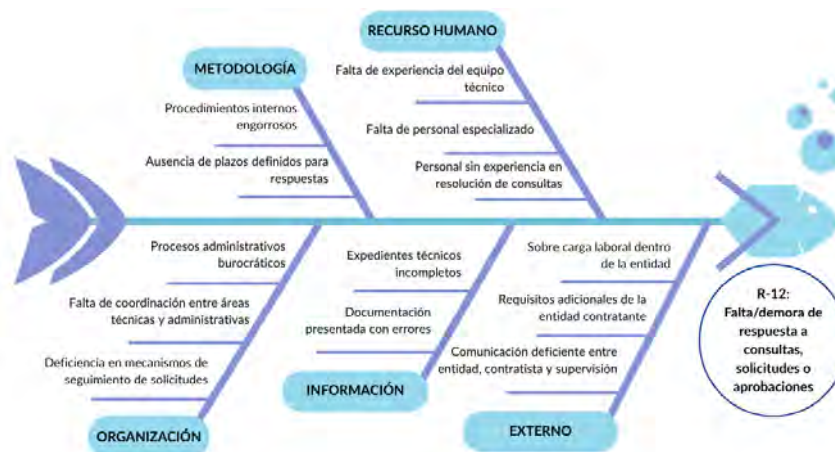 RECURSO HUMANO
Falta de experiencia del equipo
técnico
Falta de personal especializado
Personal sin experiencia en
resolución de consultas
METODOLOGÍA
Procedimientos internos
engorrosos
Ausencia de plazos definidos para
respuestas
Procesos administrativos
burocráticos
Falta de coordinación entre áreas
técnicas y administrativas
Deficiencia en mecanismos de
seguimiento de solicitudes
ORGANIZACIÓN
Expedientes técnicos
incompletos
Documentación
presentada con errores
INFORMACIÓN
Sobre carga laboral dentro
de la entidad
Requisitos adicionales de la
entidad contratante
Comunicación deficiente entre
entidad, contratista y supervisión
EXTERNO
R-12:
Falta/demora de
respuesta a
consultas,
solicitudes o
aprobaciones